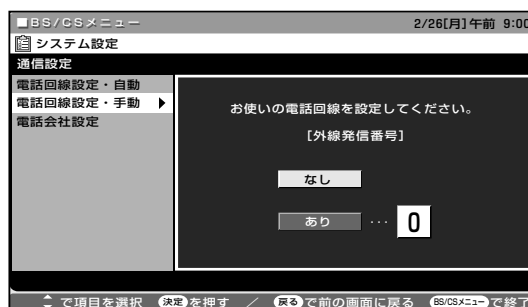 ■BS/CSメニュー 2/26[月]午前 9:00
システム設定
通信設定
電話回線設定・自動
電話回線設定・手動 ▶
電話会社設定
お使いの電話回線を設定してください。
[外線発信番号]
なし
あり … 0
で項目を選択 決定を押す ／ 戻るで前の画面に戻る BS/CSメニューで終了